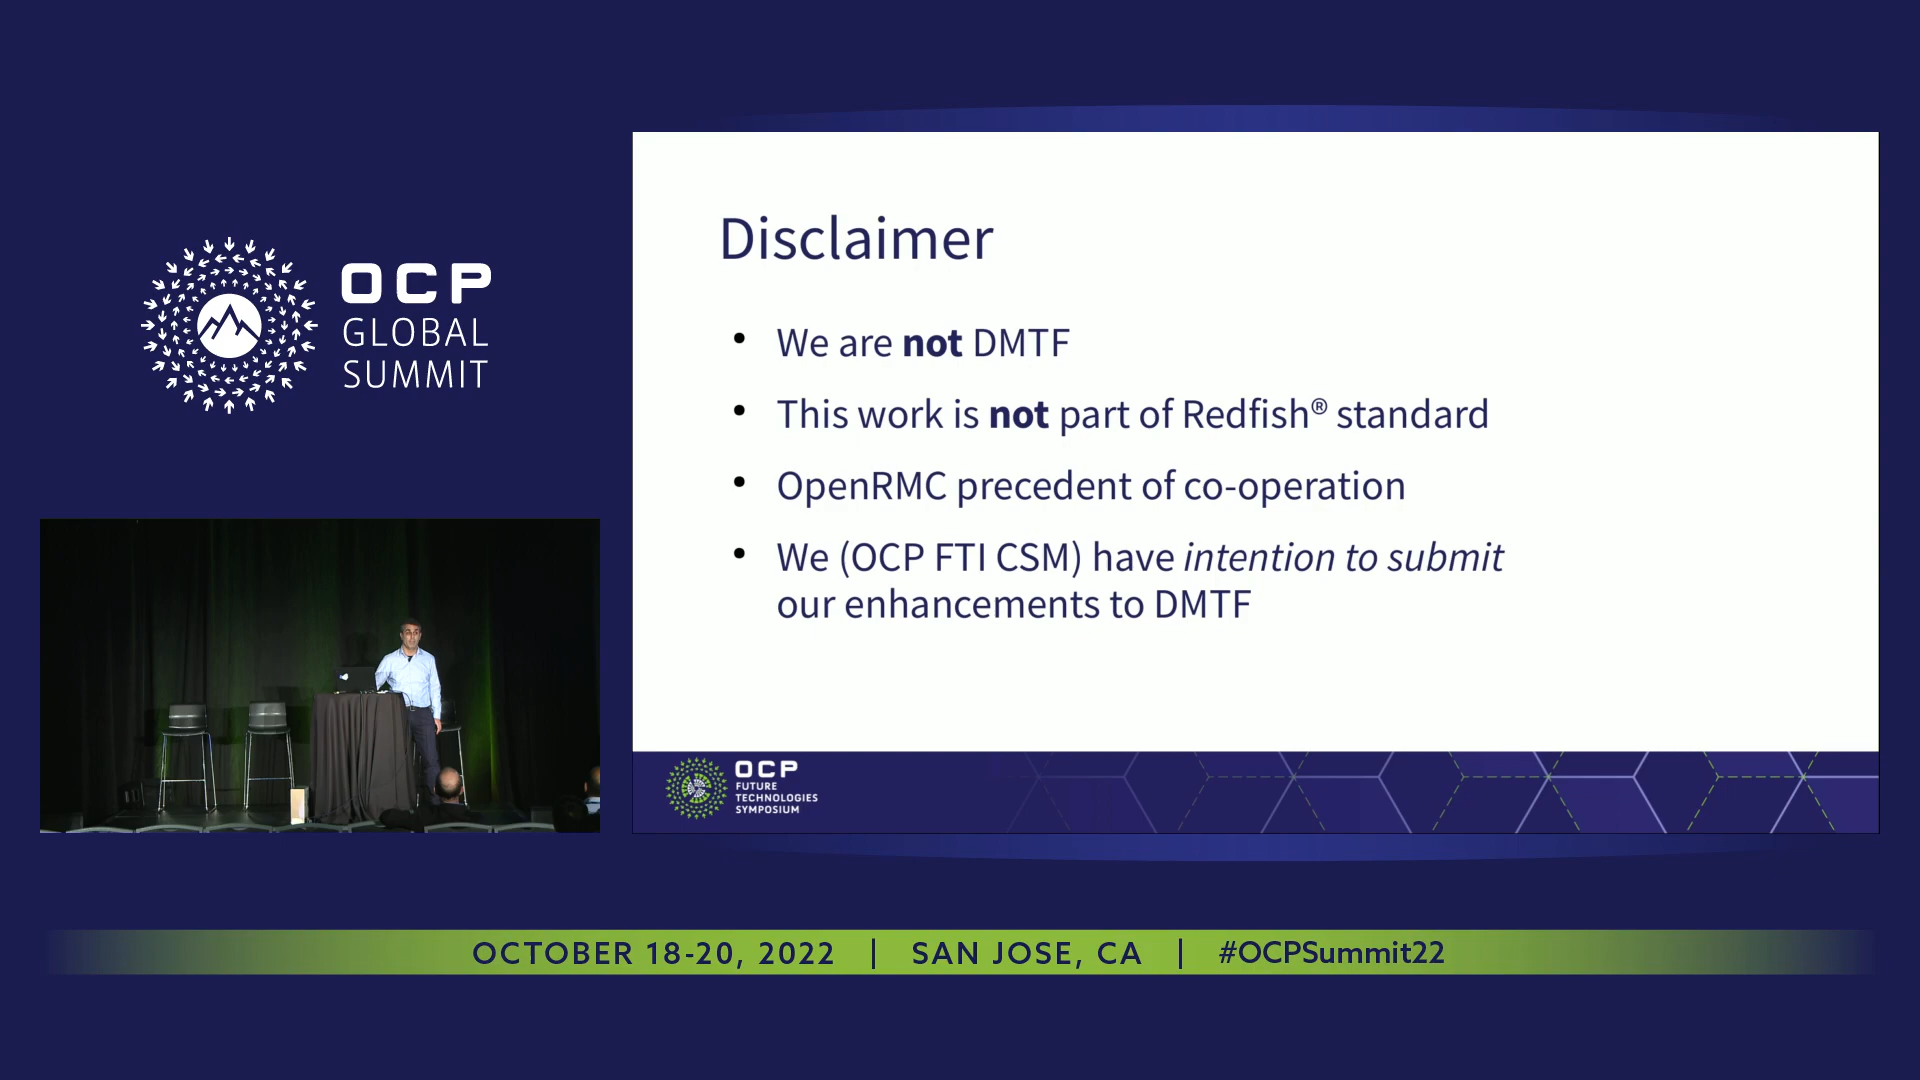 OCP
GLOBAL
SUMMIT
Disclaimer
• We are not DMTF
• This work is not part of Redfish® standard
• OpenRMC precedent of co-operation
• We (OCP FTI CSM) have intention to submit
our enhancements to DMTF
OCP
FUTURE
TECHNOLOGIES
SYMPOSIUM
OCTOBER 18-20, 2022 | SAN JOSE, CA | #OCPSummit22